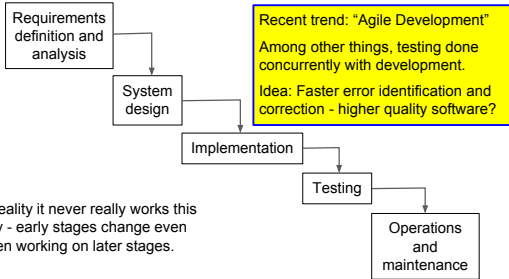 Requirements
definition and
analysis
Recent trend: “Agile Development”
Among other things, testing done
concurrently with development.
Idea: Faster error identification and
correction - higher quality software?
System
design
Implementation
Testing
eality it never really works this
- early stages change even
en working on later stages.
Operations
and
maintenance